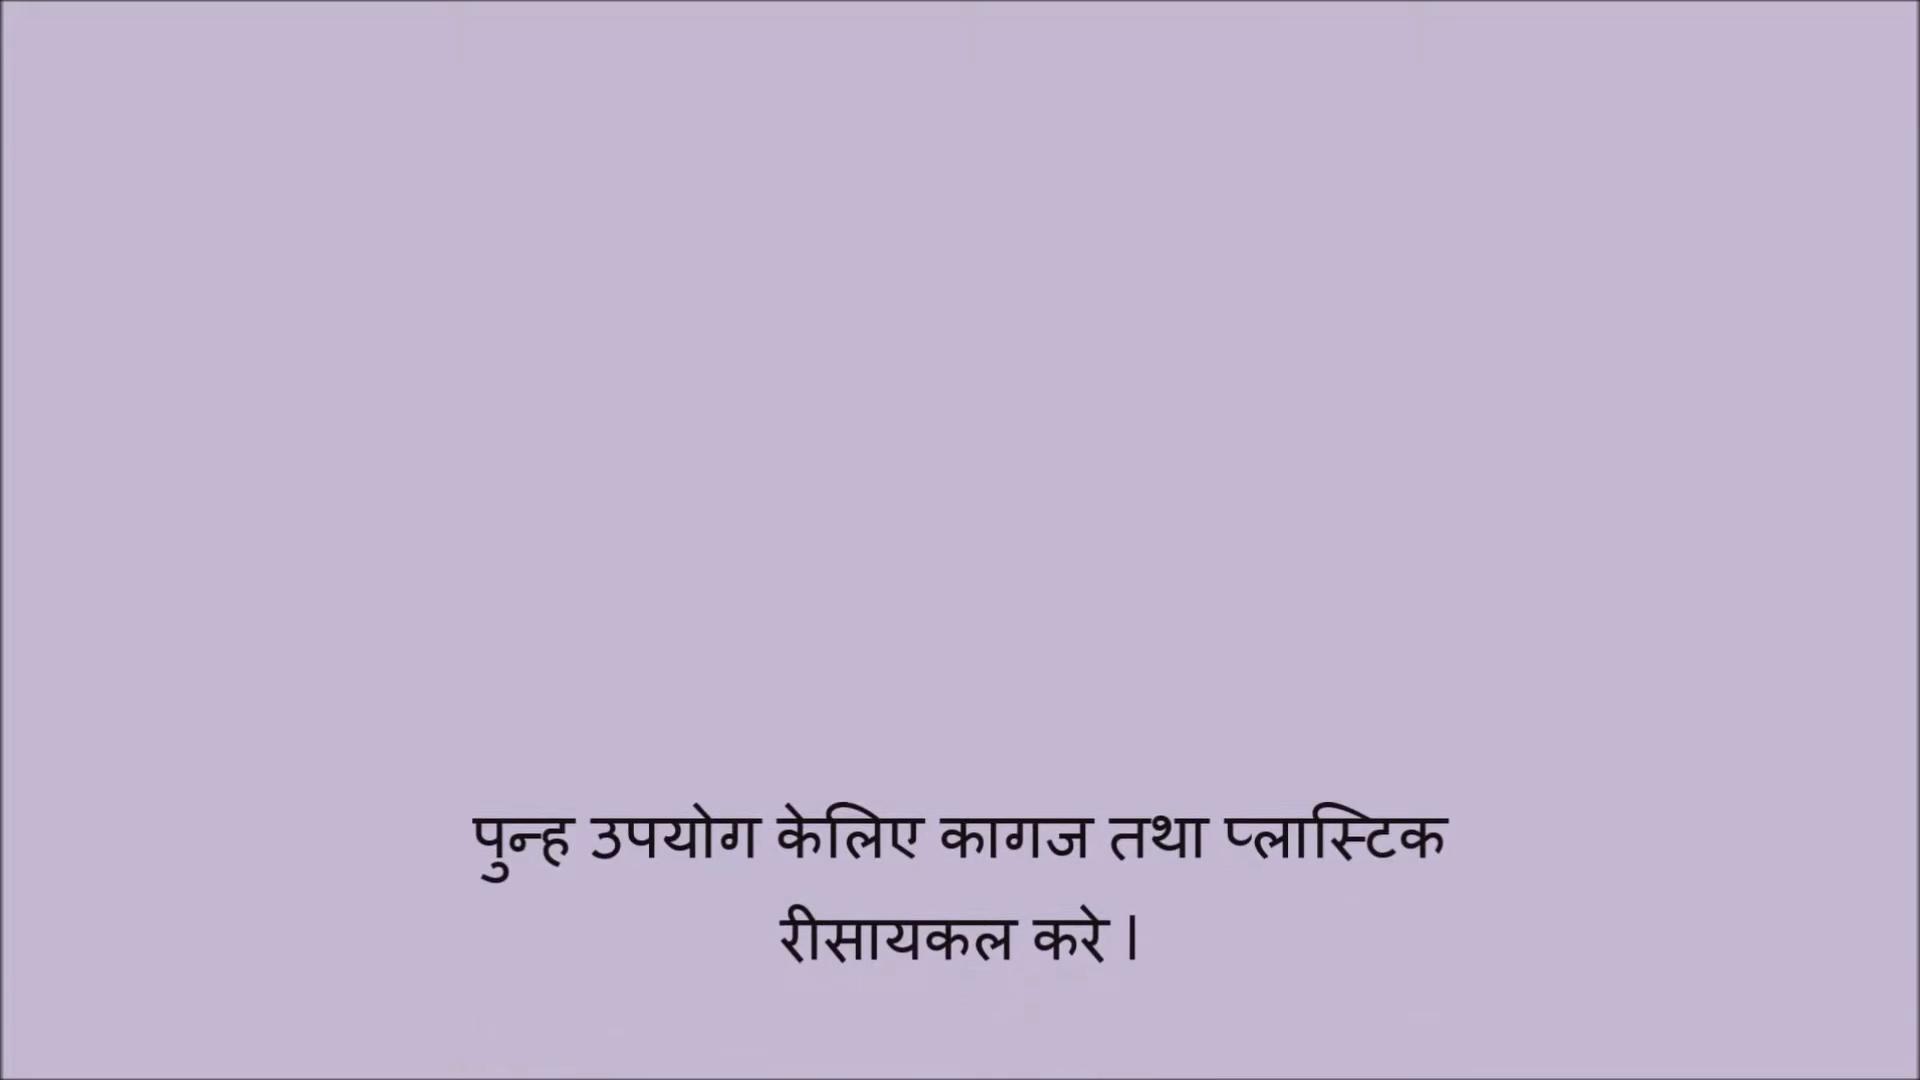 पुन्ह उपयोग केलिए कागज तथा प्लास्टिक
रीसायकल करे ।